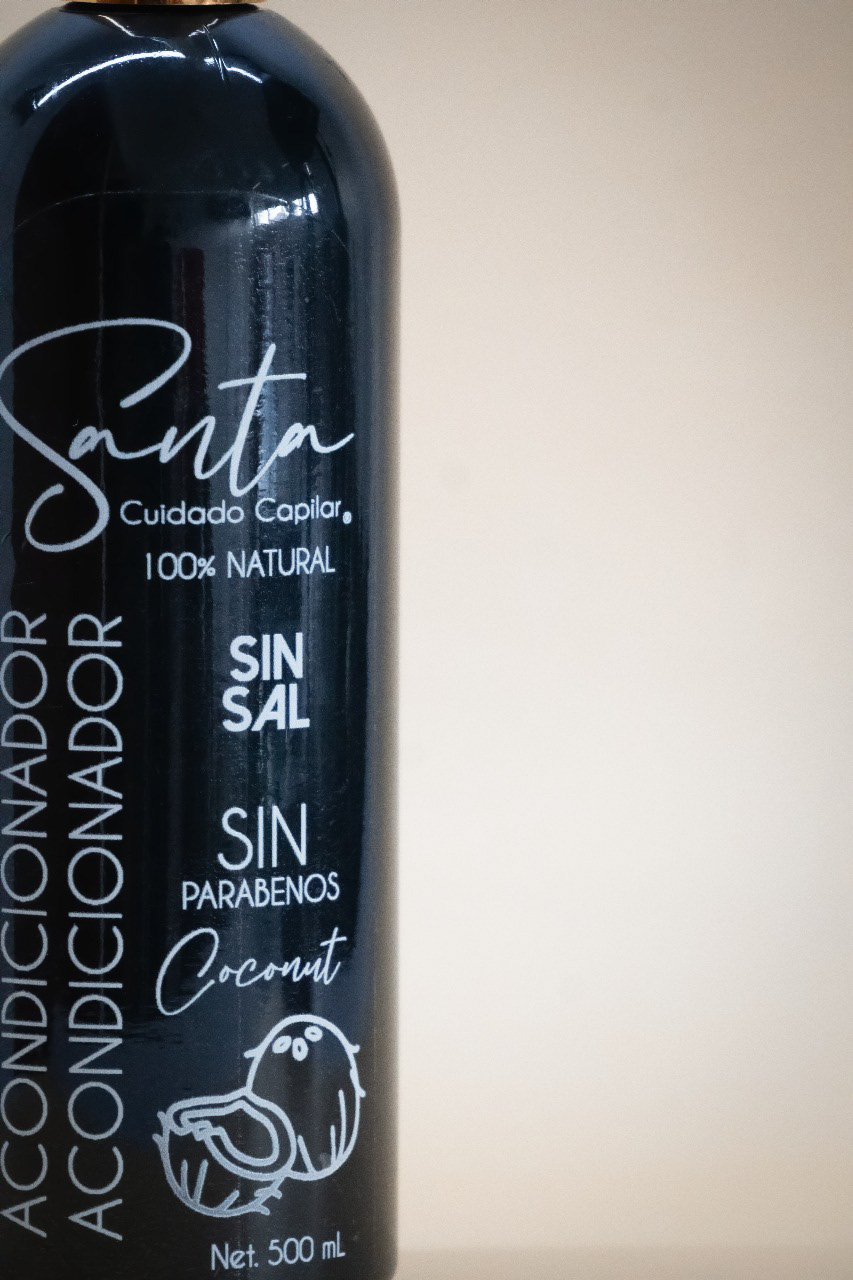 Santa
Cuidado Capilar®
100% NATURAL
SIN
SAL
SIN
PARABENOS
Coconut
Net. 500 mL
ACONDICIONADOR
ACONDICIONADOR